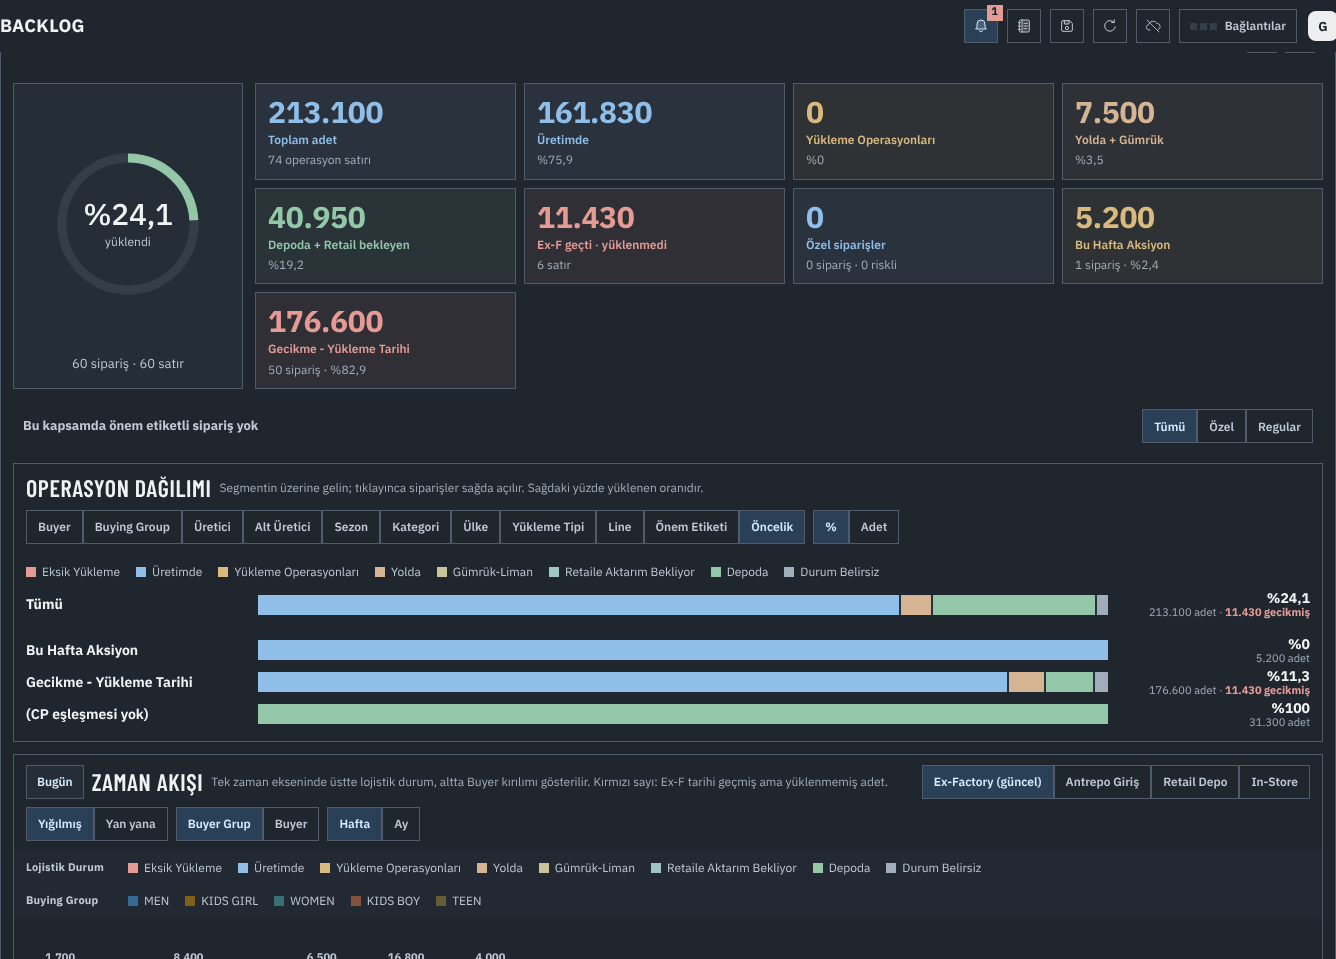 BACKLOG
1
Bağlantılar
G
%24,1
yüklendi
60 sipariş · 60 satır
213.100
Toplam adet
74 operasyon satırı
161.830
Üretimde
%75,9
0
Yükleme Operasyonları
%0
7.500
Yolda + Gümrük
%3,5
40.950
Depoda + Retail bekleyen
%19,2
11.430
Ex-F geçti · yüklenmedi
6 satır
0
Özel siparişler
0 sipariş · 0 riskli
5.200
Bu Hafta Aksiyon
1 sipariş · %2,4
176.600
Gecikme - Yükleme Tarihi
50 sipariş · %82,9
Bu kapsamda önem etiketli sipariş yok
Tümü Özel Regular
OPERASYON DAĞILIMI Segmentin üzerine gelin; tıklayınca siparişler sağda açılır. Sağdaki yüzde yüklenen oranıdır.
Buyer Buying Group Üretici Alt Üretici Sezon Kategori Ülke Yükleme Tipi Line Önem Etiketi Öncelik % Adet
Eksik Yükleme Üretimde Yükleme Operasyonları Yolda Gümrük-Liman Retaile Aktarım Bekliyor Depoda Durum Belirsiz
Tümü
%24,1
213.100 adet · 11.430 gecikmiş
Bu Hafta Aksiyon
%0
5.200 adet
Gecikme - Yükleme Tarihi
%11,3
176.600 adet · 11.430 gecikmiş
(CP eşleşmesi yok)
%100
31.300 adet
Bugün ZAMAN AKIŞI Tek zaman ekseninde üstte lojistik durum, altta Buyer kırılımı gösterilir. Kırmızı sayı: Ex-F tarihi geçmiş ama yüklenmemiş adet.
Ex-Factory (güncel) Antrepo Giriş Retail Depo In-Store
Yığılmış Yan yana Buyer Grup Buyer Hafta Ay
Lojistik Durum Eksik Yükleme Üretimde Yükleme Operasyonları Yolda Gümrük-Liman Retaile Aktarım Bekliyor Depoda Durum Belirsiz
Buying Group MEN KIDS GIRL WOMEN KIDS BOY TEEN
1.700 8.400 6.500 16.800 4.000